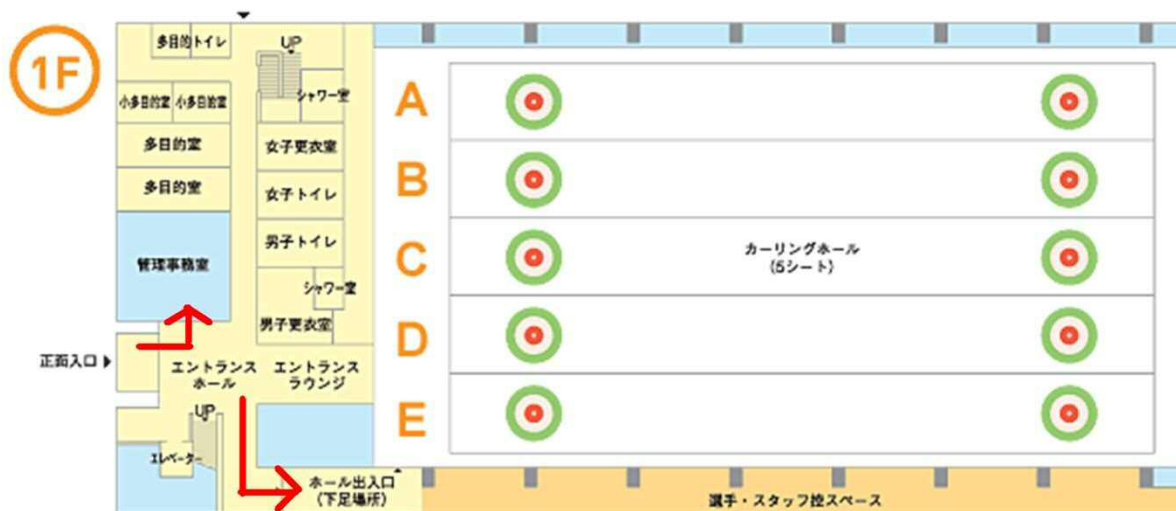 1F
多目的トイレ
UP
シャワー室
小多目的室
小多目的室
多目的室
女子更衣室
多目的室
女子トイレ
管理事務室
男子トイレ
シャワー室
男子更衣室
正面入口
エントランス
ホール
エントランス
ラウンジ
UP
エレベーター
ホール出入口
(下足場所)
A
B
C
D
E
カーリングホール
(5シート)
選手・スタッフ控スペース